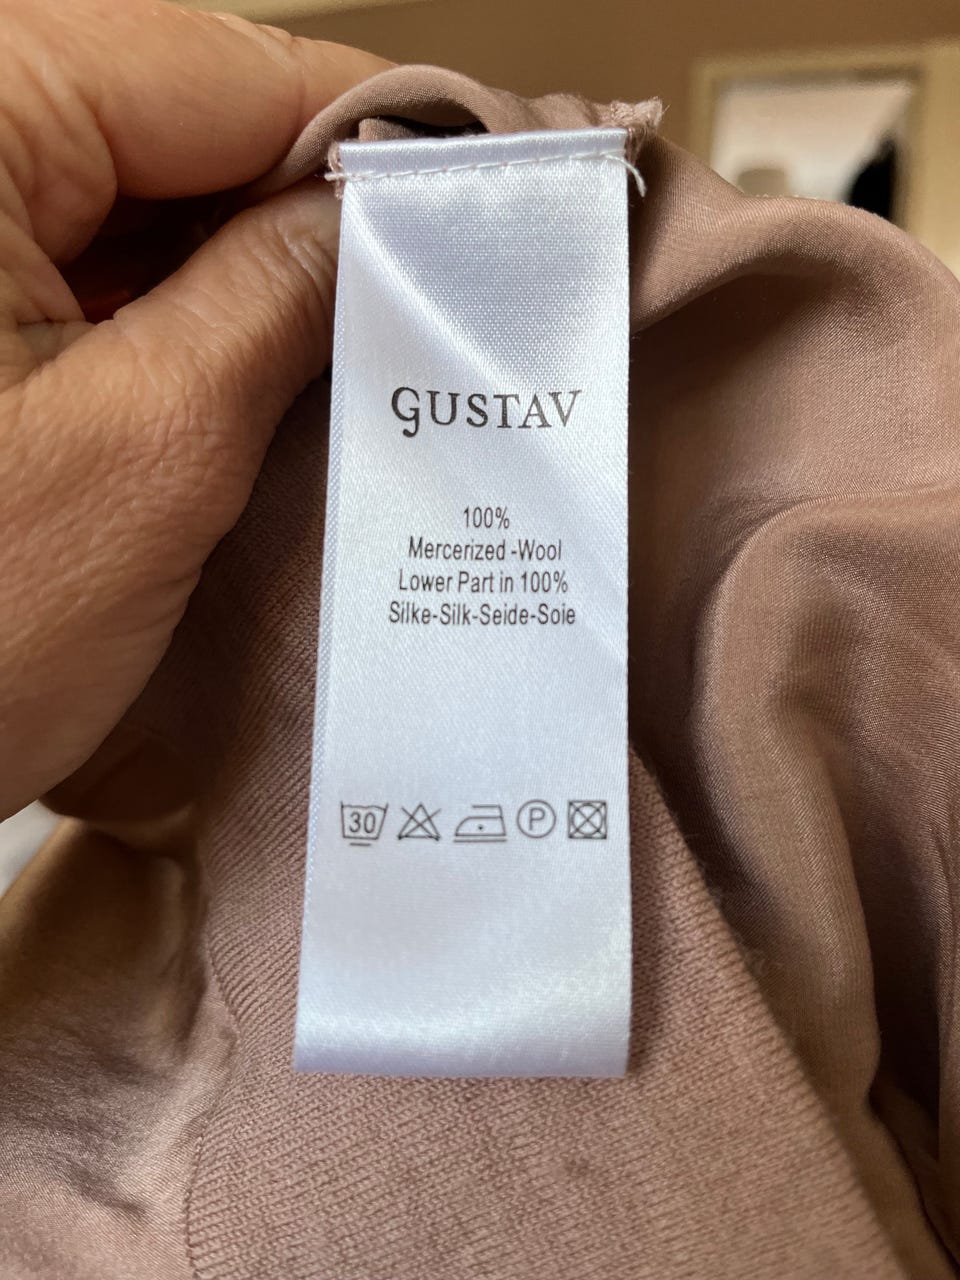 GUSTAV
100%
Mercerized -Wool
Lower Part in 100%
Silke-Silk-Seide-Soie
30 P